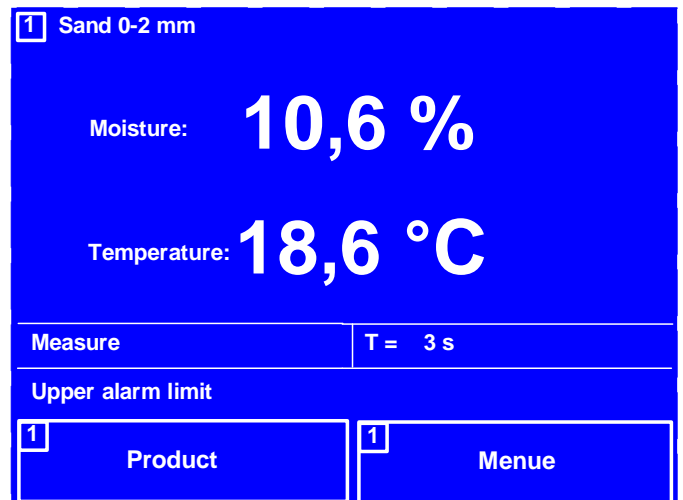 1 Sand 0-2 mm
Moisture: 10,6 %
Temperature: 18,6 °C
Measure T = 3 s
Upper alarm limit
1 Product 1 Menue